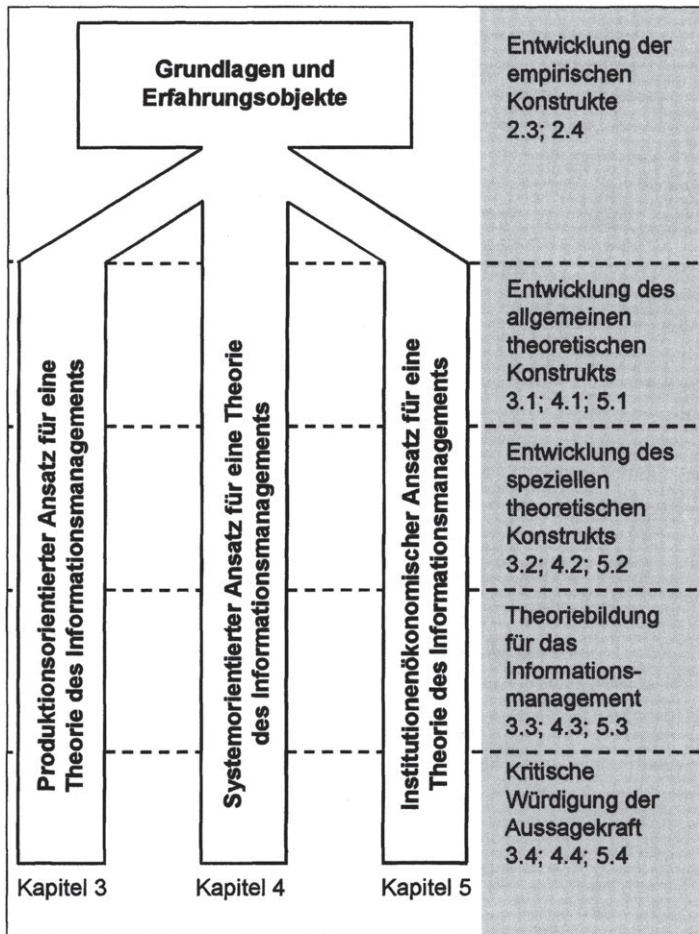 Grundlagen und
Erfahrungsobjekte
Entwicklung der
empirischen
Konstrukte
2.3; 2.4
Produktionsorientierter Ansatz für eine
Theorie des Informationsmanagements
Systemorientierter Ansatz für eine Theorie
des Informationsmanagements
Institutionenökonomischer Ansatz für eine
Theorie des Informationsmanagements
Entwicklung des
allgemeinen
theoretischen
Konstrukts
3.1; 4.1; 5.1
Entwicklung des
speziellen
theoretischen
Konstrukts
3.2; 4.2; 5.2
Theoriebildung
für das
Informations-
management
3.3; 4.3; 5.3
Kritische
Würdigung der
Aussagekraft
3.4; 4.4; 5.4
Kapitel 3
Kapitel 4
Kapitel 5